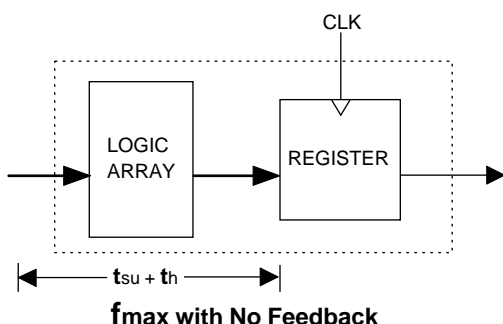 CLK
LOGIC
ARRAY
REGISTER
tsu + th
fmax with No Feedback